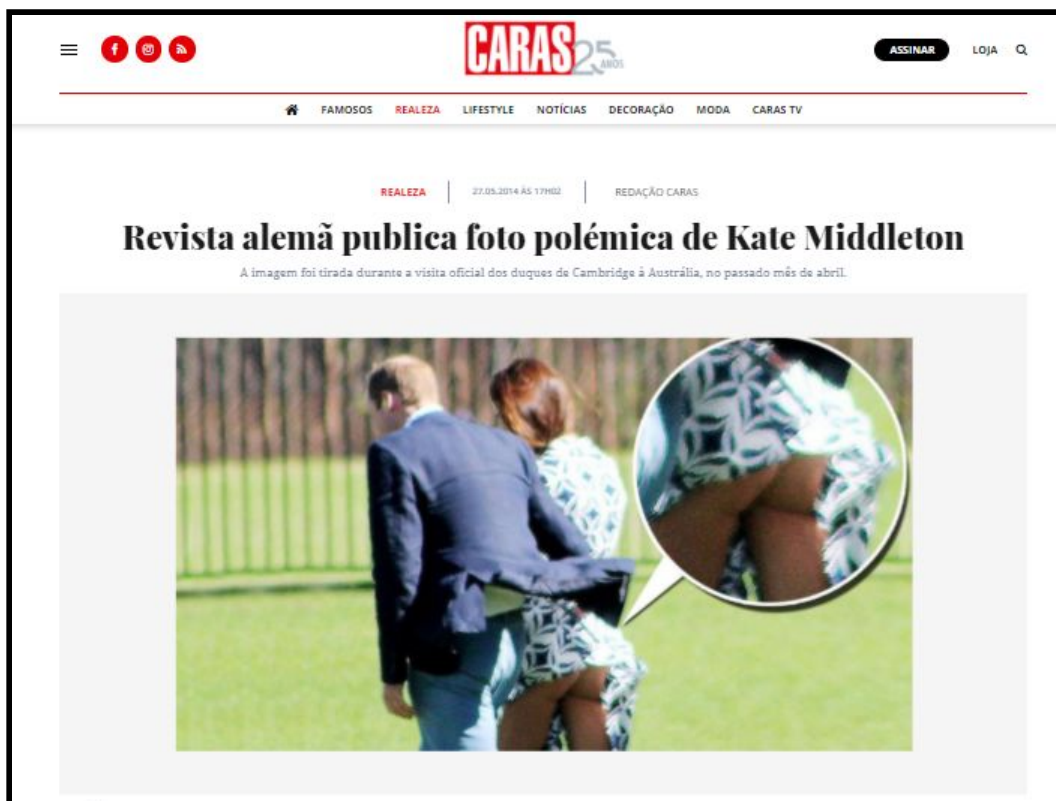 CARAS 25 ANOS
ASSINAR LOJA
FAMOSOS REALEZA LIFESTYLE NOTÍCIAS DECORAÇÃO MODA CARAS TV
REALEZA 27.05.2014 ÀS 17H02 REDAÇÃO CARAS
Revista alemã publica foto polémica de Kate Middleton
A imagem foi tirada durante a visita oficial dos duques de Cambridge à Austrália, no passado mês de abril.